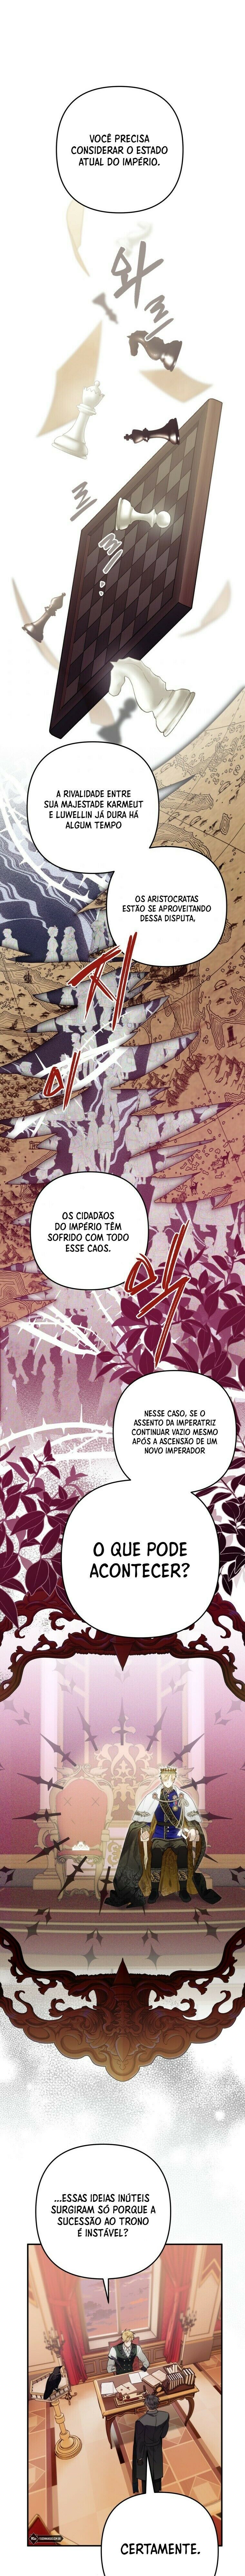 VOCÊ PRECISA
CONSIDERAR O ESTADO
ATUAL DO IMPÉRIO.
와
르
르
르
A RIVALIDADE ENTRE
SUA MAJESTADE KARMEUT
E LUWELLIN JÁ DURA HÁ
ALGUM TEMPO
OS ARISTOCRATAS
ESTÃO SE APROVEITANDO
DESSA DISPUTA.
OS CIDADÃOS
DO IMPÉRIO TÊM
SOFRIDO COM TODO
ESSE CAOS.
NESSE CASO, SE O
ASSENTO DA IMPERATRIZ
CONTINUAR VAZIO MESMO
APÓS A ASCENSÃO DE UM
NOVO IMPERADOR
O QUE PODE
ACONTECER?
...ESSAS IDEIAS INÚTEIS
SURGIRAM SÓ PORQUE A
SUCESSÃO AO TRONO
É INSTÁVEL?
CERTAMENTE.